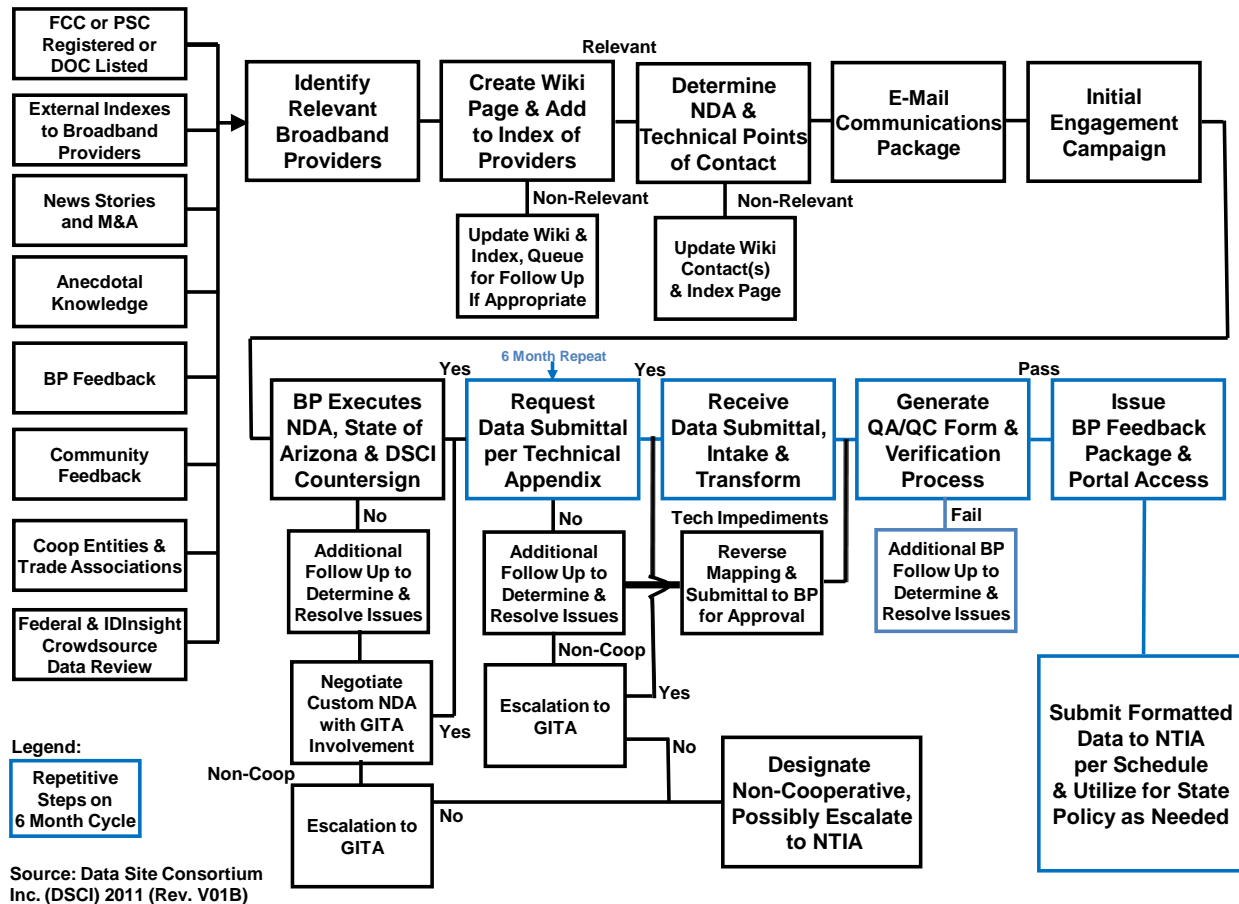 FCC or PSC
Registered or
DOC Listed
External Indexes
to Broadband
Providers
News Stories
and M&A
Anecdotal
Knowledge
BP Feedback
Community
Feedback
Coop Entities &
Trade Associations
Federal & IDInsight
Crowdsource
Data Review
Identify
Relevant
Broadband
Providers
Create Wiki
Page & Add
to Index of
Providers
Relevant
Determine
NDA &
Technical Points
of Contact
E-Mail
Communications
Package
Initial
Engagement
Campaign
Non-Relevant
Update Wiki &
Index, Queue
for Follow Up
If Appropriate
Non-Relevant
Update Wiki
Contact(s)
& Index Page
BP Executes
NDA, State of
Arizona & DSCI
Countersign
Yes
6 Month Repeat
Request
Data Submittal
per Technical
Appendix
Yes
Receive
Data Submittal,
Intake &
Transform
Generate
QA/QC Form &
Verification
Process
Pass
Issue
BP Feedback
Package &
Portal Access
No
Additional
Follow Up to
Determine &
Resolve Issues
No
Additional
Follow Up to
Determine &
Resolve Issues
Tech Impediments
Reverse
Mapping &
Submittal to BP
for Approval
Fail
Additional BP
Follow Up to
Determine &
Resolve Issues
Negotiate
Custom NDA
with GITA
Involvement
Yes
Non-Coop
Escalation to
GITA
Yes
No
Non-Coop
Escalation to
GITA
No
Designate
Non-Cooperative,
Possibly Escalate
to NTIA
Submit Formatted
Data to NTIA
per Schedule
& Utilize for State
Policy as Needed
Legend:
Repetitive
Steps on
6 Month Cycle
Source: Data Site Consortium
Inc. (DSCI) 2011 (Rev. V01B)